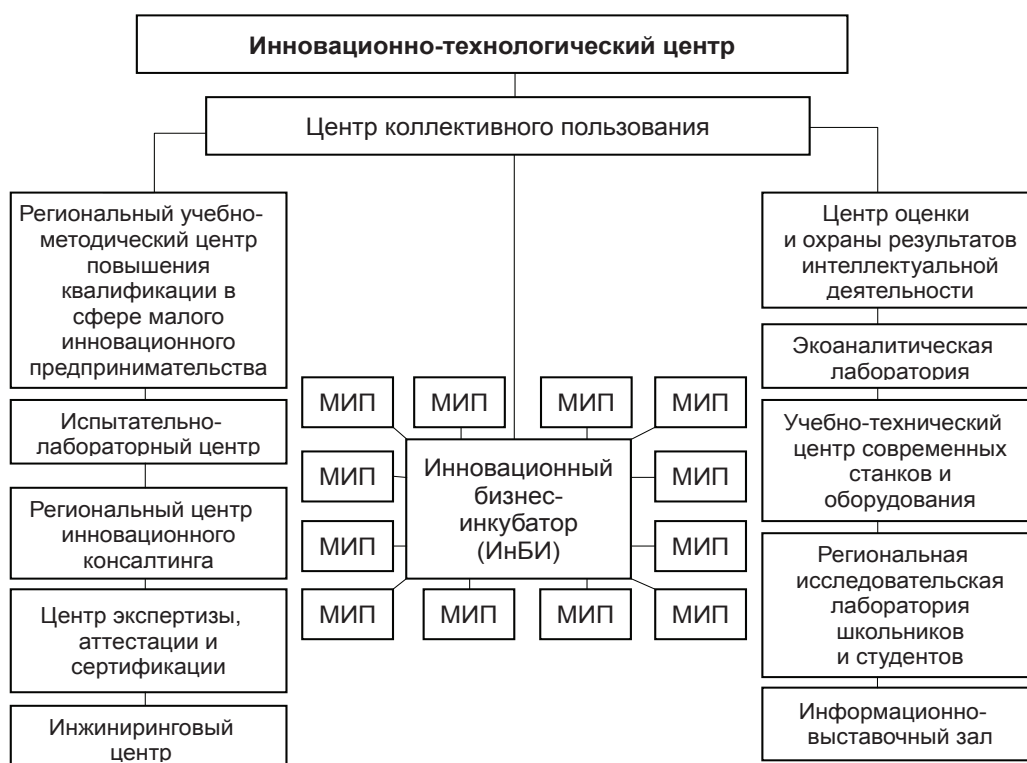 Инновационно-технологический центр
Центр коллективного пользования
Региональный учебно-
методический центр
повышения
квалификации в
сфере малого
инновационного
предпринимательства
Испытательно-
лабораторный центр
Региональный центр
инновационного
консалтинга
Центр экспертизы,
аттестации и
сертификации
Инжиниринговый
центр
МИП
МИП
МИП
МИП
МИП
МИП
Инновационный
бизнес-
инкубатор
(ИнБИ)
МИП
МИП
МИП
МИП
МИП
МИП
Центр оценки
и охраны результатов
интеллектуальной
деятельности
Экоаналитическая
лаборатория
Учебно-технический
центр современных
станков и
оборудования
Региональная
исследовательская
лаборатория
школьников
и студентов
Информационно-
выставочный зал